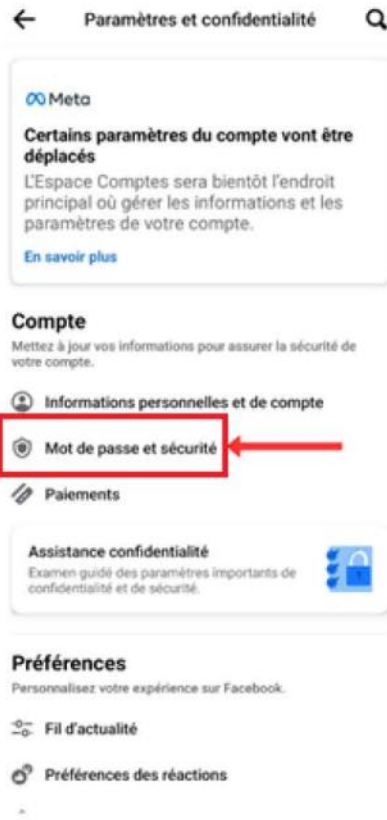 Paramètres et confidentialité
Meta
Certains paramètres du compte vont être
déplacés
L'Espace Comptes sera bientôt l'endroit
principal où gérer les informations et les
paramètres de votre compte.
En savoir plus
Compte
Mettez à jour vos informations pour assurer la sécurité de
votre compte.
Informations personnelles et de compte
Mot de passe et sécurité
Paiements
Assistance confidentialité
Examen guidé des paramètres importants de
confidentialité et de sécurité.
Préférences
Personnalisez votre expérience sur Facebook.
Fil d'actualité
Préférences des réactions